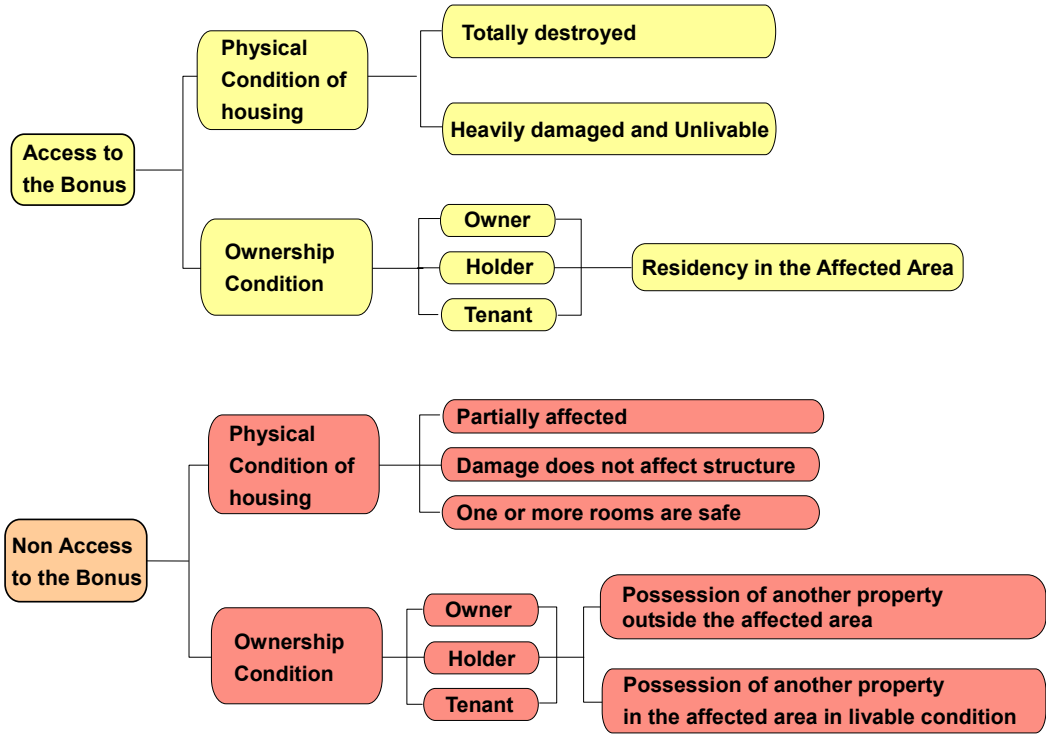 Access to
the Bonus
Physical
Condition of
housing
Totally destroyed
Heavily damaged and Unlivable
Ownership
Condition
Owner
Holder
Tenant
Residency in the Affected Area
Non Access
to the Bonus
Physical
Condition of
housing
Partially affected
Damage does not affect structure
One or more rooms are safe
Ownership
Condition
Owner
Holder
Tenant
Possession of another property
outside the affected area
Possession of another property
in the affected area in livable condition